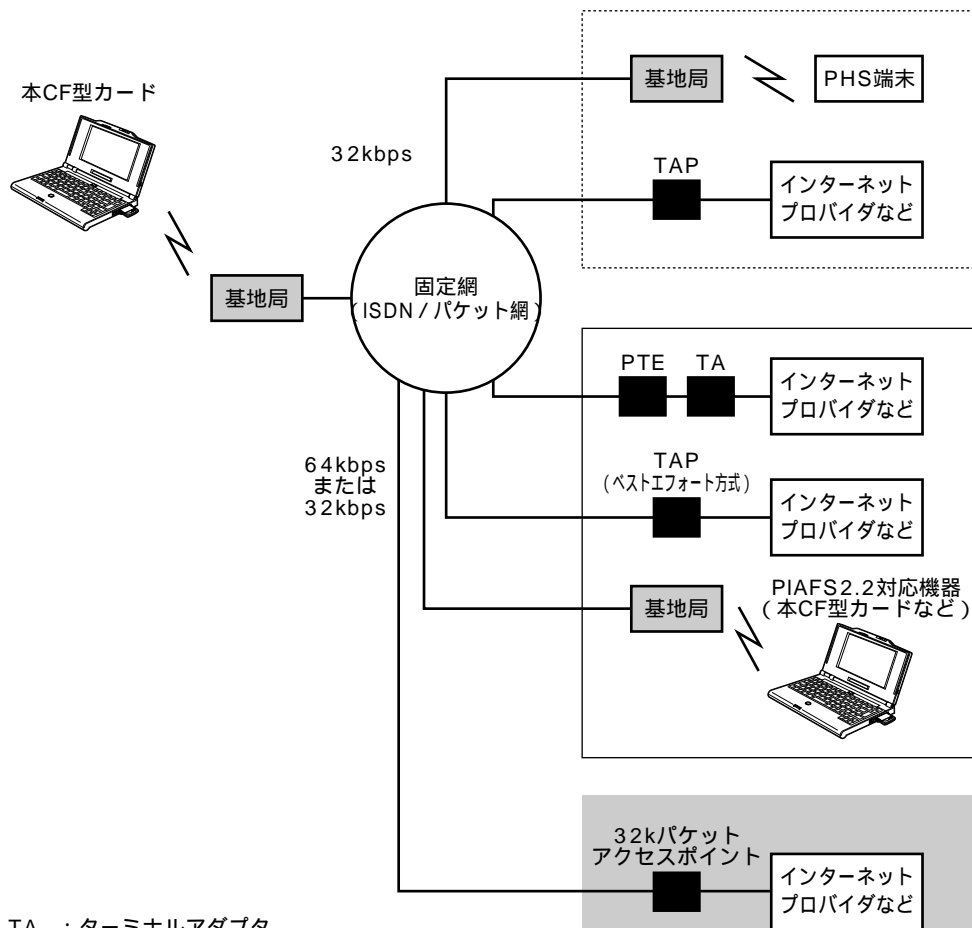 本CF型カード
基地局
PHS端末
32kbps
TAP
インターネット
プロバイダなど
基地局
固定網
(ISDN/パケット網)
PTE TA
インターネット
プロバイダなど
64kbps
または
32kbps
TAP
(ベストエフォート方式)
インターネット
プロバイダなど
基地局
PIAFS2.2対応機器
(本CF型カードなど)
32kパケット
アクセスポイント
インターネット
プロバイダなど
TA :ターミナルアダプタ